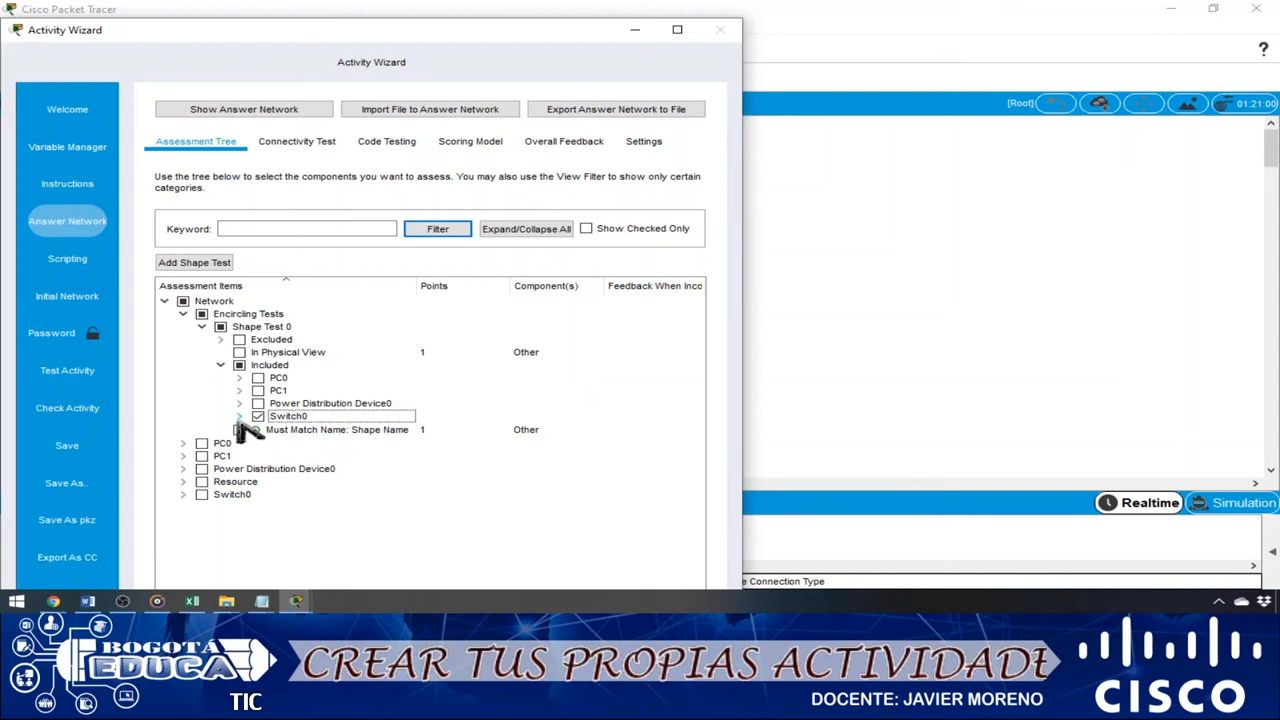 Cisco Packet Tracer
Activity Wizard
Activity Wizard
Welcome
Variable Manager
Instructions
Answer Network
Scripting
Initial Network
Password
Test Activity
Check Activity
Save
Save As..
Save As pkz
Export As CC
Show Answer Network
Import File to Answer Network
Export Answer Network to File
Assessment Tree
Connectivity Test
Code Testing
Scoring Model
Overall Feedback
Settings
Use the tree below to select the components you want to assess. You may also use the View Filter to show only certain
categories.
Keyword:
Filter
Expand/Collapse All
Show Checked Only
Add Shape Test
Assessment Items Points Component(s) Feedback When Inco
Network
Encircling Tests
Shape Test 0
Excluded
In Physical View 1 Other
Included
PC0
PC1
Power Distribution Device0
Switch0
Must Match Name: Shape Name 1 Other
PC0
PC1
Power Distribution Device0
Resource
Switch0
?
[Root]
01:21:00
Realtime
Simulation
e Connection Type
BOGOTÁ
EDUCA
TIC
CREAR TUS PROPIAS ACTIVIDADE
DOCENTE: JAVIER MORENO
CISCO